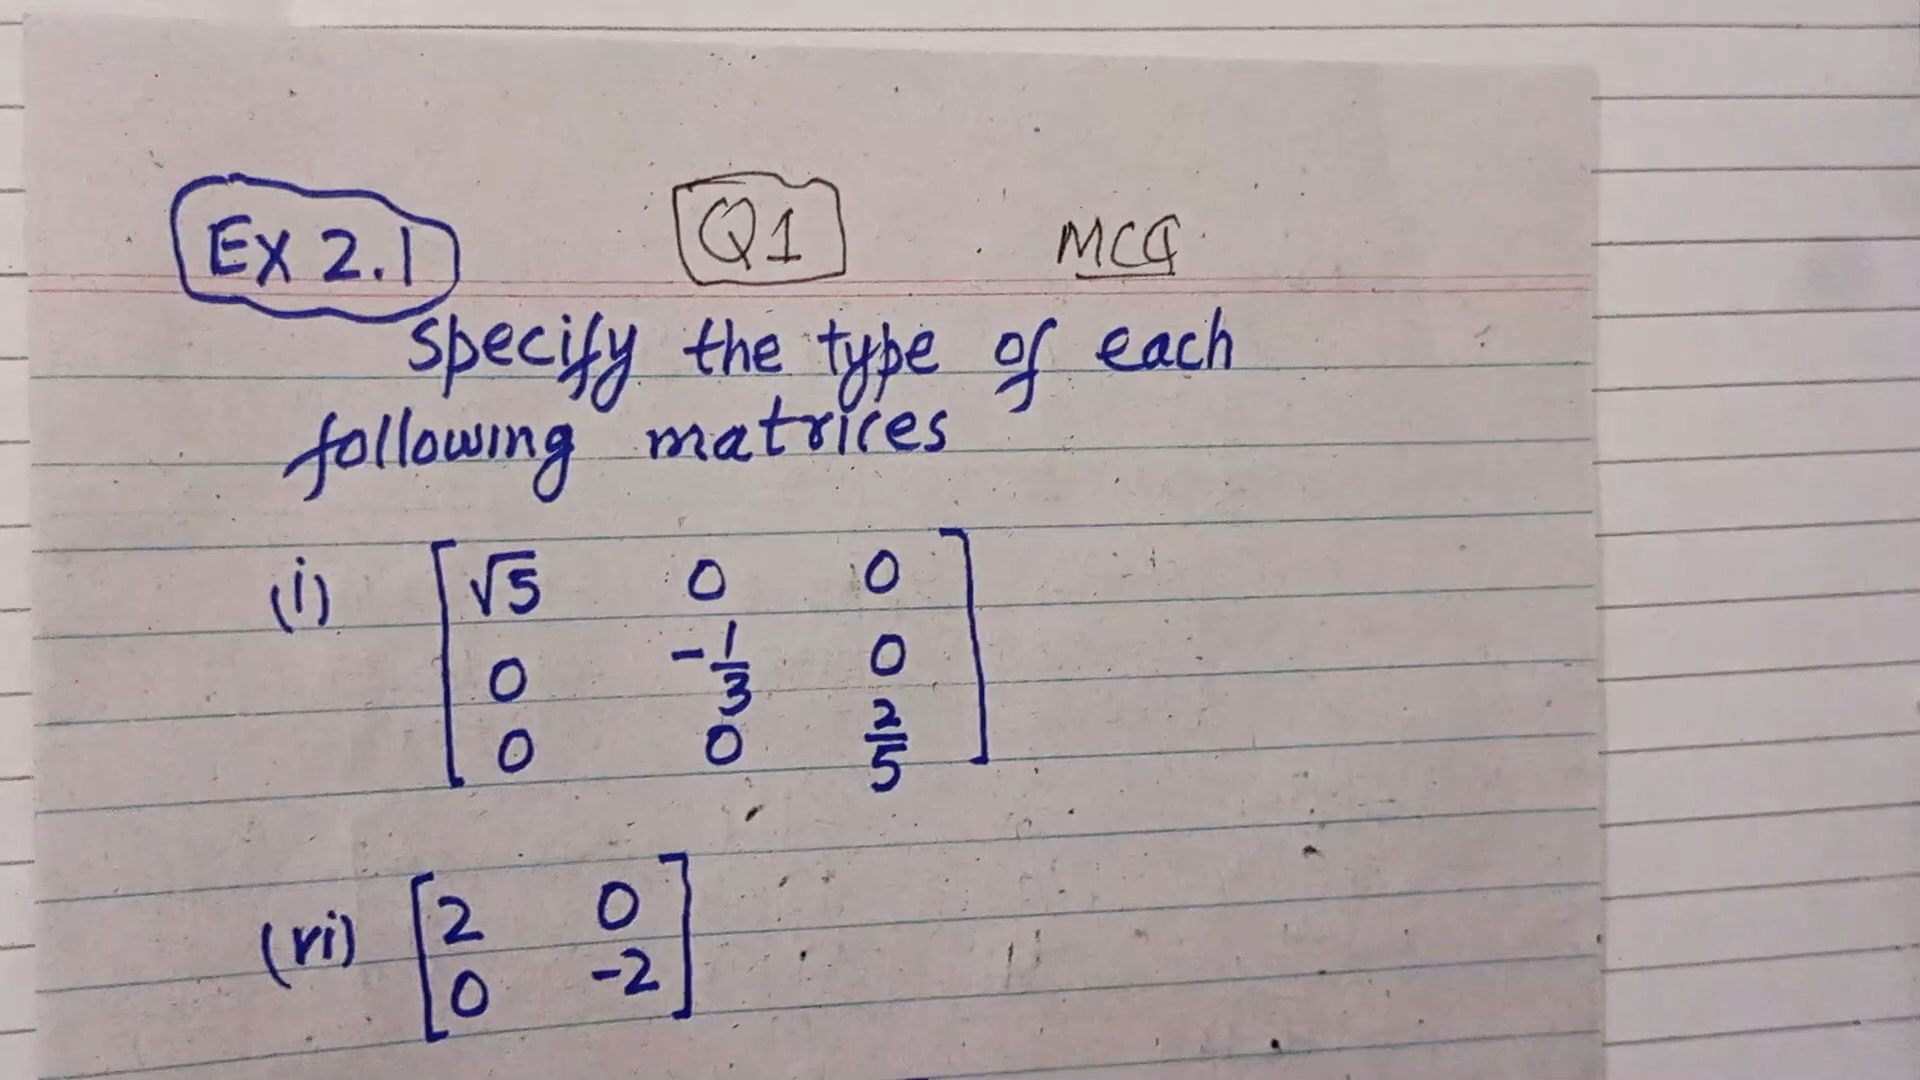 Ex 2.1 Q1 MCQ
specify the type of each
following matrices
(i) [√5 0 0
0 -1/3 0
0 0 2/5]
(vi) [2 0
0 -2]